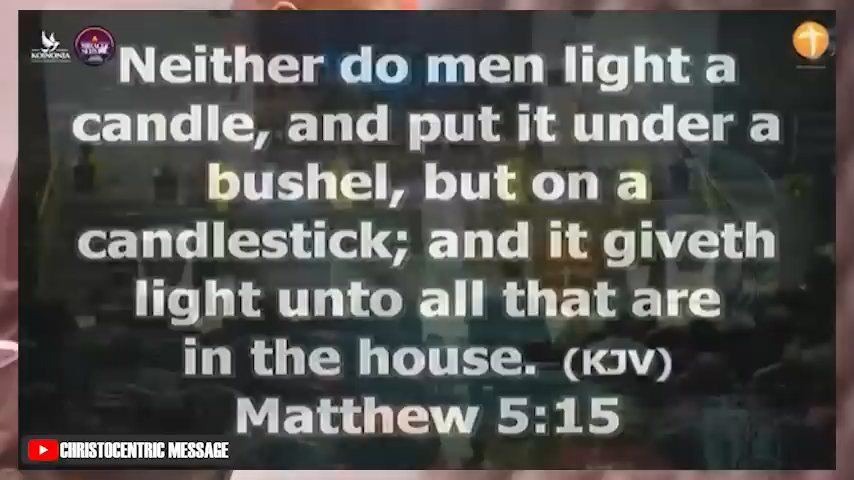 KOINONIA
Neither do men light a
candle, and put it under a
bushel, but on a
candlestick; and it giveth
light unto all that are
in the house. (KJV)
Matthew 5:15
CHRISTOCENTRIC MESSAGE